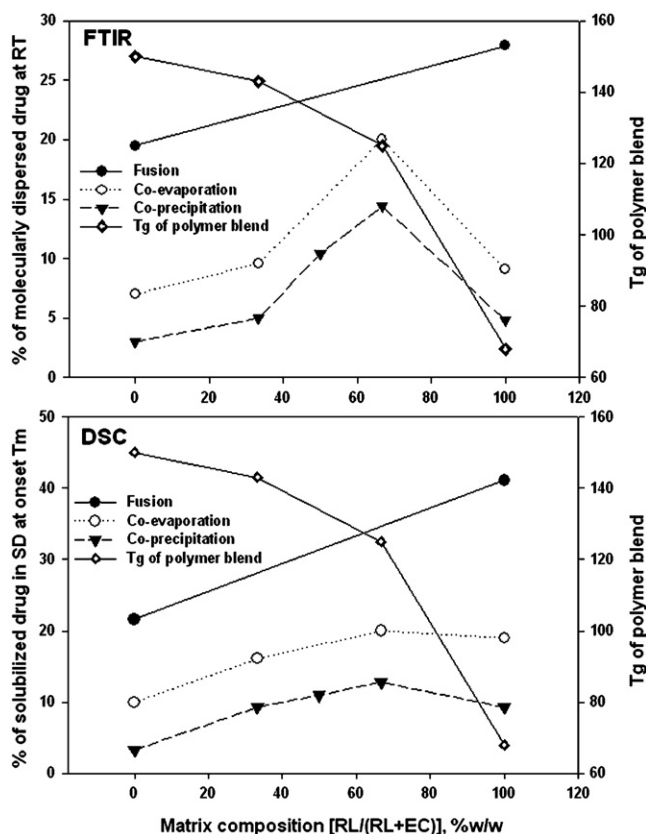 FTIR
% of molecularly dispersed drug at RT
30
25
20
15
10
5
0
Fusion
Co-evaporation
Co-precipitation
Tg of polymer blend
160
140
120
100
80
60
Tg of polymer blend
0 20 40 60 80 100 120
DSC
% of solubilized drug in SD at onset Tm
50
40
30
20
10
0
Fusion
Co-evaporation
Co-precipitation
Tg of polymer blend
160
140
120
100
80
60
Tg of polymer blend
0 20 40 60 80 100 120
Matrix composition [RL/(RL+EC)], %w/w